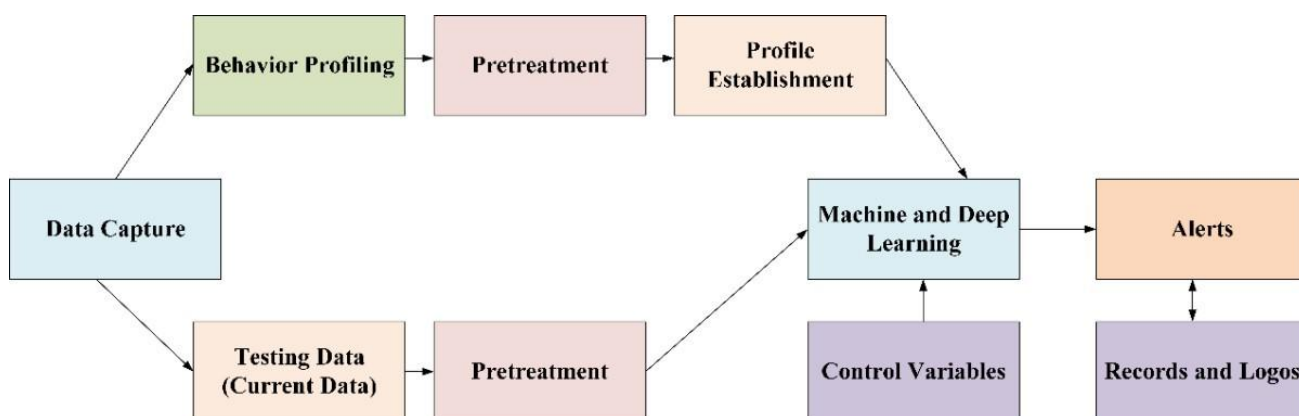 Behavior Profiling
Pretreatment
Profile
Establishment
Data Capture
Machine and Deep
Learning
Alerts
Testing Data
(Current Data)
Pretreatment
Control Variables
Records and Logos